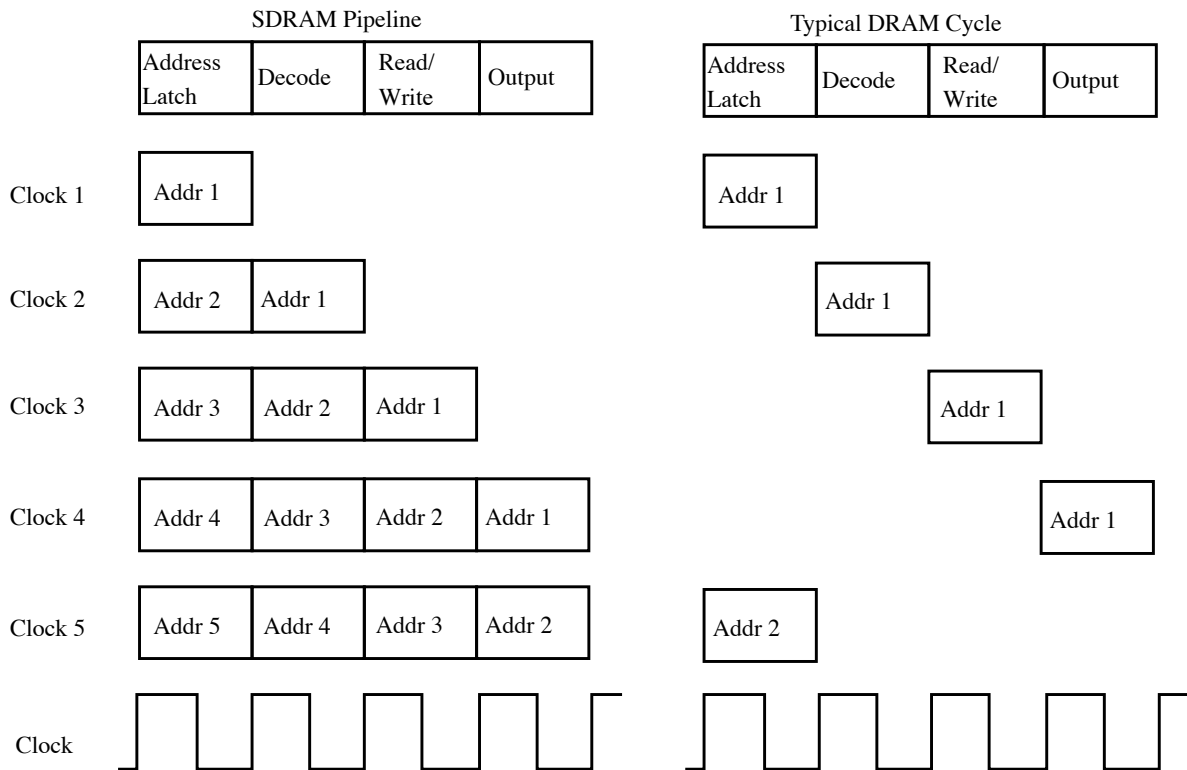 SDRAM Pipeline
Typical DRAM Cycle
Address
Latch
Decode
Read/
Write
Output
Address
Latch
Decode
Read/
Write
Output
Clock 1
Addr 1
Addr 1
Clock 2
Addr 2
Addr 1
Addr 1
Clock 3
Addr 3
Addr 2
Addr 1
Addr 1
Clock 4
Addr 4
Addr 3
Addr 2
Addr 1
Addr 1
Clock 5
Addr 5
Addr 4
Addr 3
Addr 2
Addr 2
Clock